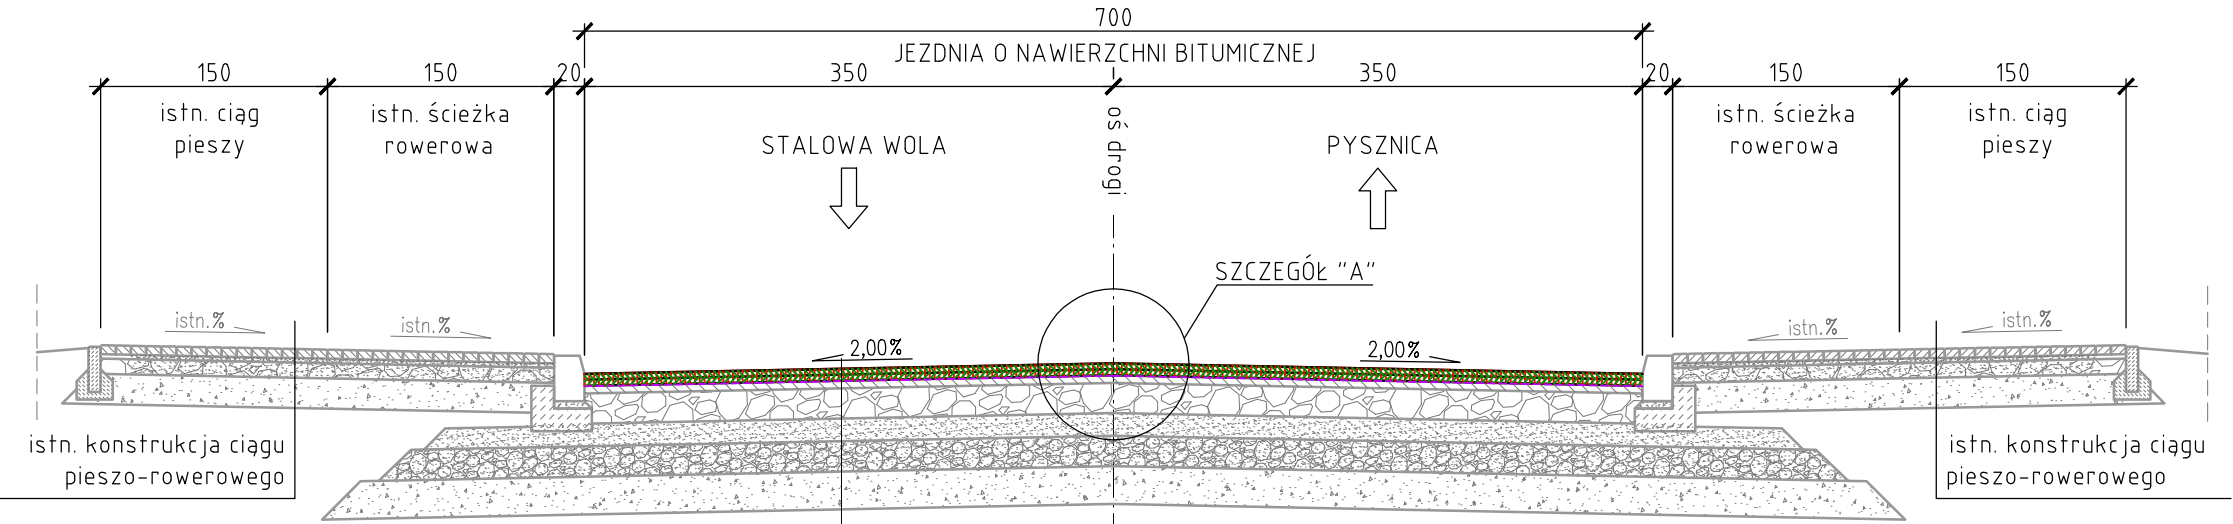 700
JEZDNIA O NAWIERZCHNI BITUMICZNEJ
150 150 20 350 350 20 150 150
istn. ciąg
pieszy
istn. ścieżka
rowerowa
STALOWA WOLA
oś drogi
PYSZNICA
istn. ścieżka
rowerowa
istn. ciąg
pieszy
SZCZEGÓŁ "A"
istn.%
istn.%
2,00%
2,00%
istn.%
istn.%
istn. konstrukcja ciągu
pieszo-rowerowego
istn. konstrukcja ciągu
pieszo-rowerowego